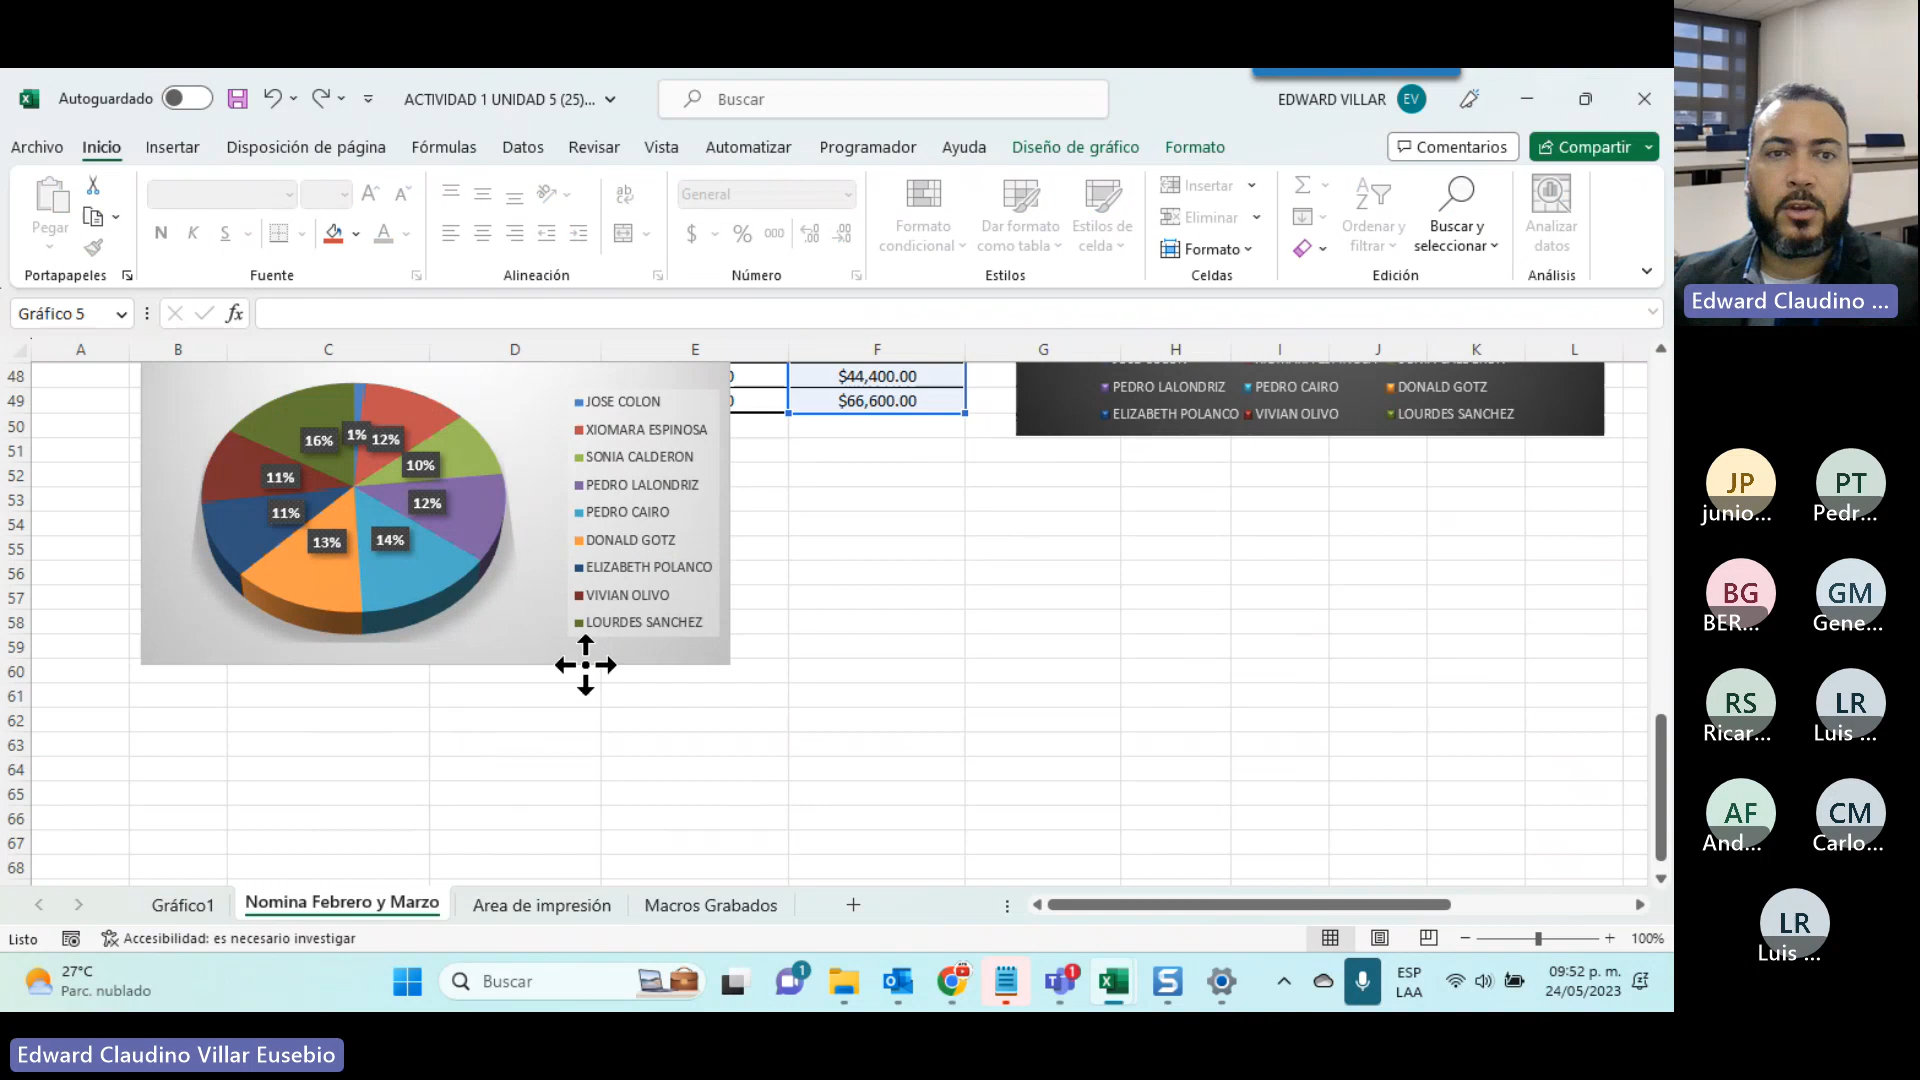 Autoguardado
ACTIVIDAD 1 UNIDAD 5 (25)...
Buscar
EDWARD VILLAR
EV
Archivo
Inicio
Insertar
Disposición de página
Fórmulas
Datos
Revisar
Vista
Automatizar
Programador
Ayuda
Diseño de gráfico
Formato
Comentarios
Compartir
Pegar
Portapapeles
N K S
Fuente
Alineación
General
$ % 000
Número
Formato condicional
Dar formato como tabla
Estilos de celda
Estilos
Insertar
Eliminar
Formato
Celdas
Ordenar y filtrar
Buscar y seleccionar
Edición
Analizar datos
Análisis
Gráfico 5
fx
A B C D E F G H I J K L
48
49
50
51
52
53
54
55
56
57
58
59
60
61
62
63
64
65
66
67
68
$44,400.00
$66,600.00
1%
12%
10%
12%
14%
13%
11%
11%
16%
JOSE COLON
XIOMARA ESPINOSA
SONIA CALDERON
PEDRO LALONDRIZ
PEDRO CAIRO
DONALD GOTZ
ELIZABETH POLANCO
VIVIAN OLIVO
LOURDES SANCHEZ
PEDRO LALONDRIZ PEDRO CAIRO DONALD GOTZ
ELIZABETH POLANCO VIVIAN OLIVO LOURDES SANCHEZ
Gráfico1
Nomina Febrero y Marzo
Area de impresión
Macros Grabados
Listo
Accesibilidad: es necesario investigar
100%
27°C
Parc. nublado
Buscar
1
1
ESP
LAA
09:52 p. m.
24/05/2023
Edward Claudino ...
JP
junio...
PT
Pedr...
BG
BER...
GM
Gene...
RS
Ricar...
LR
Luis ...
AF
And...
CM
Carlo...
LR
Luis ...
Edward Claudino Villar Eusebio